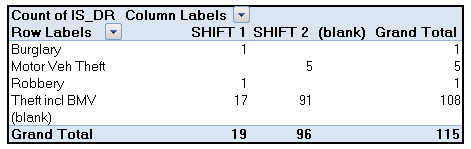 Count of IS_DR Column Labels
Row Labels SHIFT 1 SHIFT 2 (blank) Grand Total
Burglary 1 1
Motor Veh Theft 5 5
Robbery 1 1
Theft incl BMV 17 91 108
(blank)
Grand Total 19 96 115